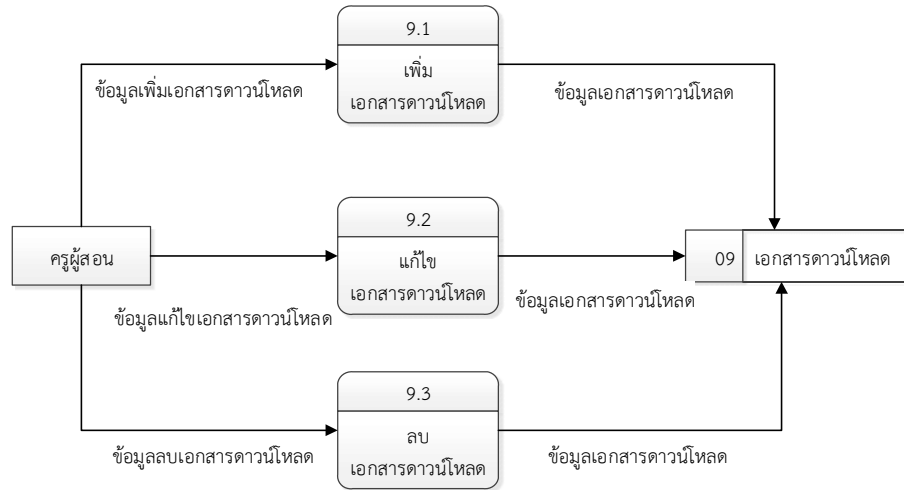 9.1
เพิ่ม
เอกสารดาวน์โหลด
ข้อมูลเพิ่มเอกสารดาวน์โหลด
ข้อมูลเอกสารดาวน์โหลด
ครูผู้สอน
9.2
แก้ไข
เอกสารดาวน์โหลด
09
เอกสารดาวน์โหลด
ข้อมูลแก้ไขเอกสารดาวน์โหลด
ข้อมูลเอกสารดาวน์โหลด
9.3
ลบ
เอกสารดาวน์โหลด
ข้อมูลลบเอกสารดาวน์โหลด
ข้อมูลเอกสารดาวน์โหลด